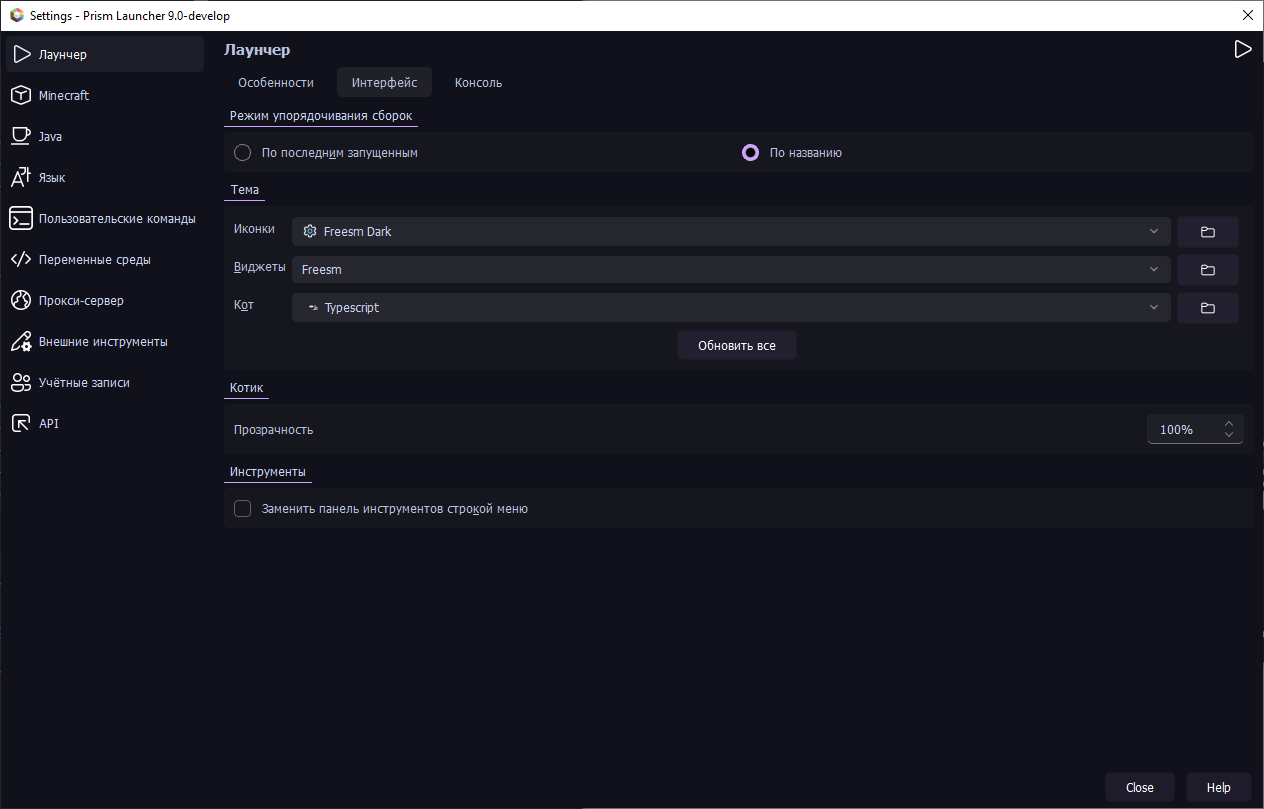 Settings - Prism Launcher 9.0-develop
Лаунчер
Minecraft
Java
Язык
Пользовательские команды
Переменные среды
Прокси-сервер
Внешние инструменты
Учётные записи
API
Лаунчер
Особенности Интерфейс Консоль
Режим упорядочивания сборок
По последним запущенным По названию
Тема
Иконки Freesm Dark
Виджеты Freesm
Кот Typescript
Обновить все
Котик
Прозрачность 100%
Инструменты
Заменить панель инструментов строкой меню
Close Help